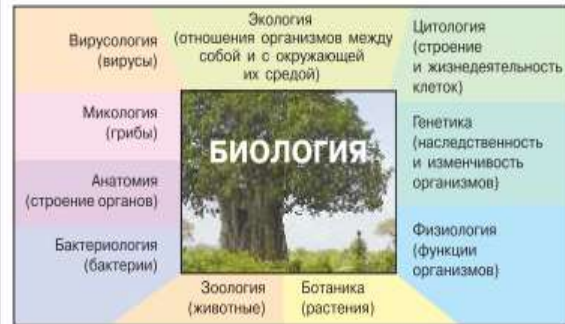 Вирусология
(вирусы)
Экология
(отношения организмов между
собой и с окружающей
их средой)
Цитология
(строение
и жизнедеятельность
клеток)
Микология
(грибы)
БИОЛОГИЯ
Генетика
(наследственность
и изменчивость
организмов)
Анатомия
(строение органов)
Бактериология
(бактерии)
Физиология
(функции
организмов)
Зоология
(животные)
Ботаника
(растения)